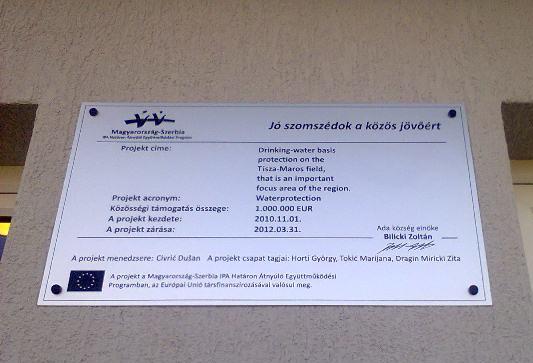 Magyarország-Szerbia
IPA Határon Átnyúló Együttműködési Program
Jó szomszédok a közös jövőért
Projekt címe: Drinking-water basis
protection on the
Tisza-Maros field,
that is an important
focus area of the region.
Projekt acronym: Waterprotection
Közösségi támogatás összege: 1.000.000 EUR
A projekt kezdete: 2010.11.01.
A projekt zárása: 2012.03.31.
Ada község elnöke
Bilicki Zoltán
A projekt menedzsere: Civrić Dušan A projekt csapat tagjai: Horti György, Tokić Marijana, Dragin Miricki Zita
A projekt a Magyarország-Szerbia IPA Határon Átnyúló Együttműködési
Programban, az Európai Unió társfinanszírozásával valósul meg.